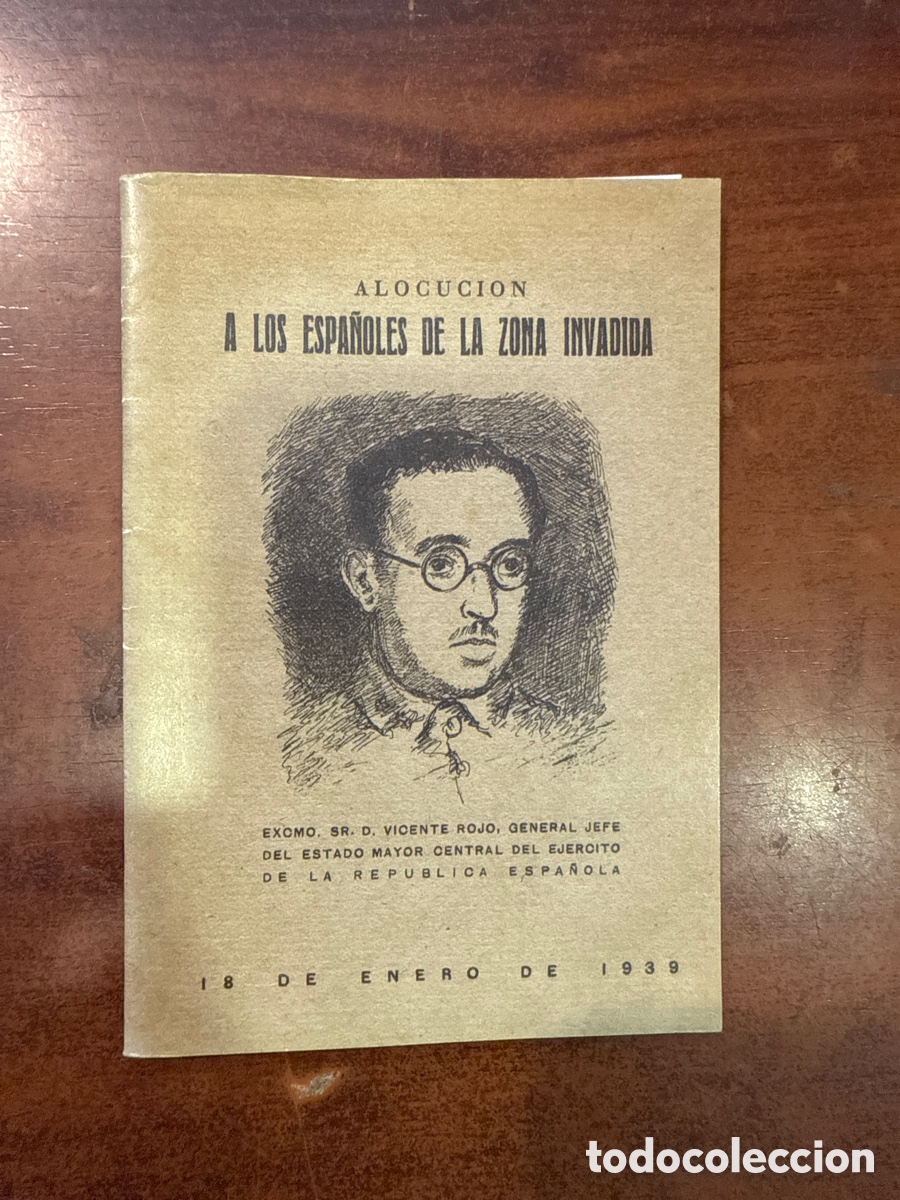 ALOCUCION
A LOS ESPAÑOLES DE LA ZONA INVADIDA
EXCMO. SR. D. VICENTE ROJO, GENERAL JEFE
DEL ESTADO MAYOR CENTRAL DEL EJERCITO
DE LA REPUBLICA ESPAÑOLA
18 DE ENERO DE 1939
todocoleccion